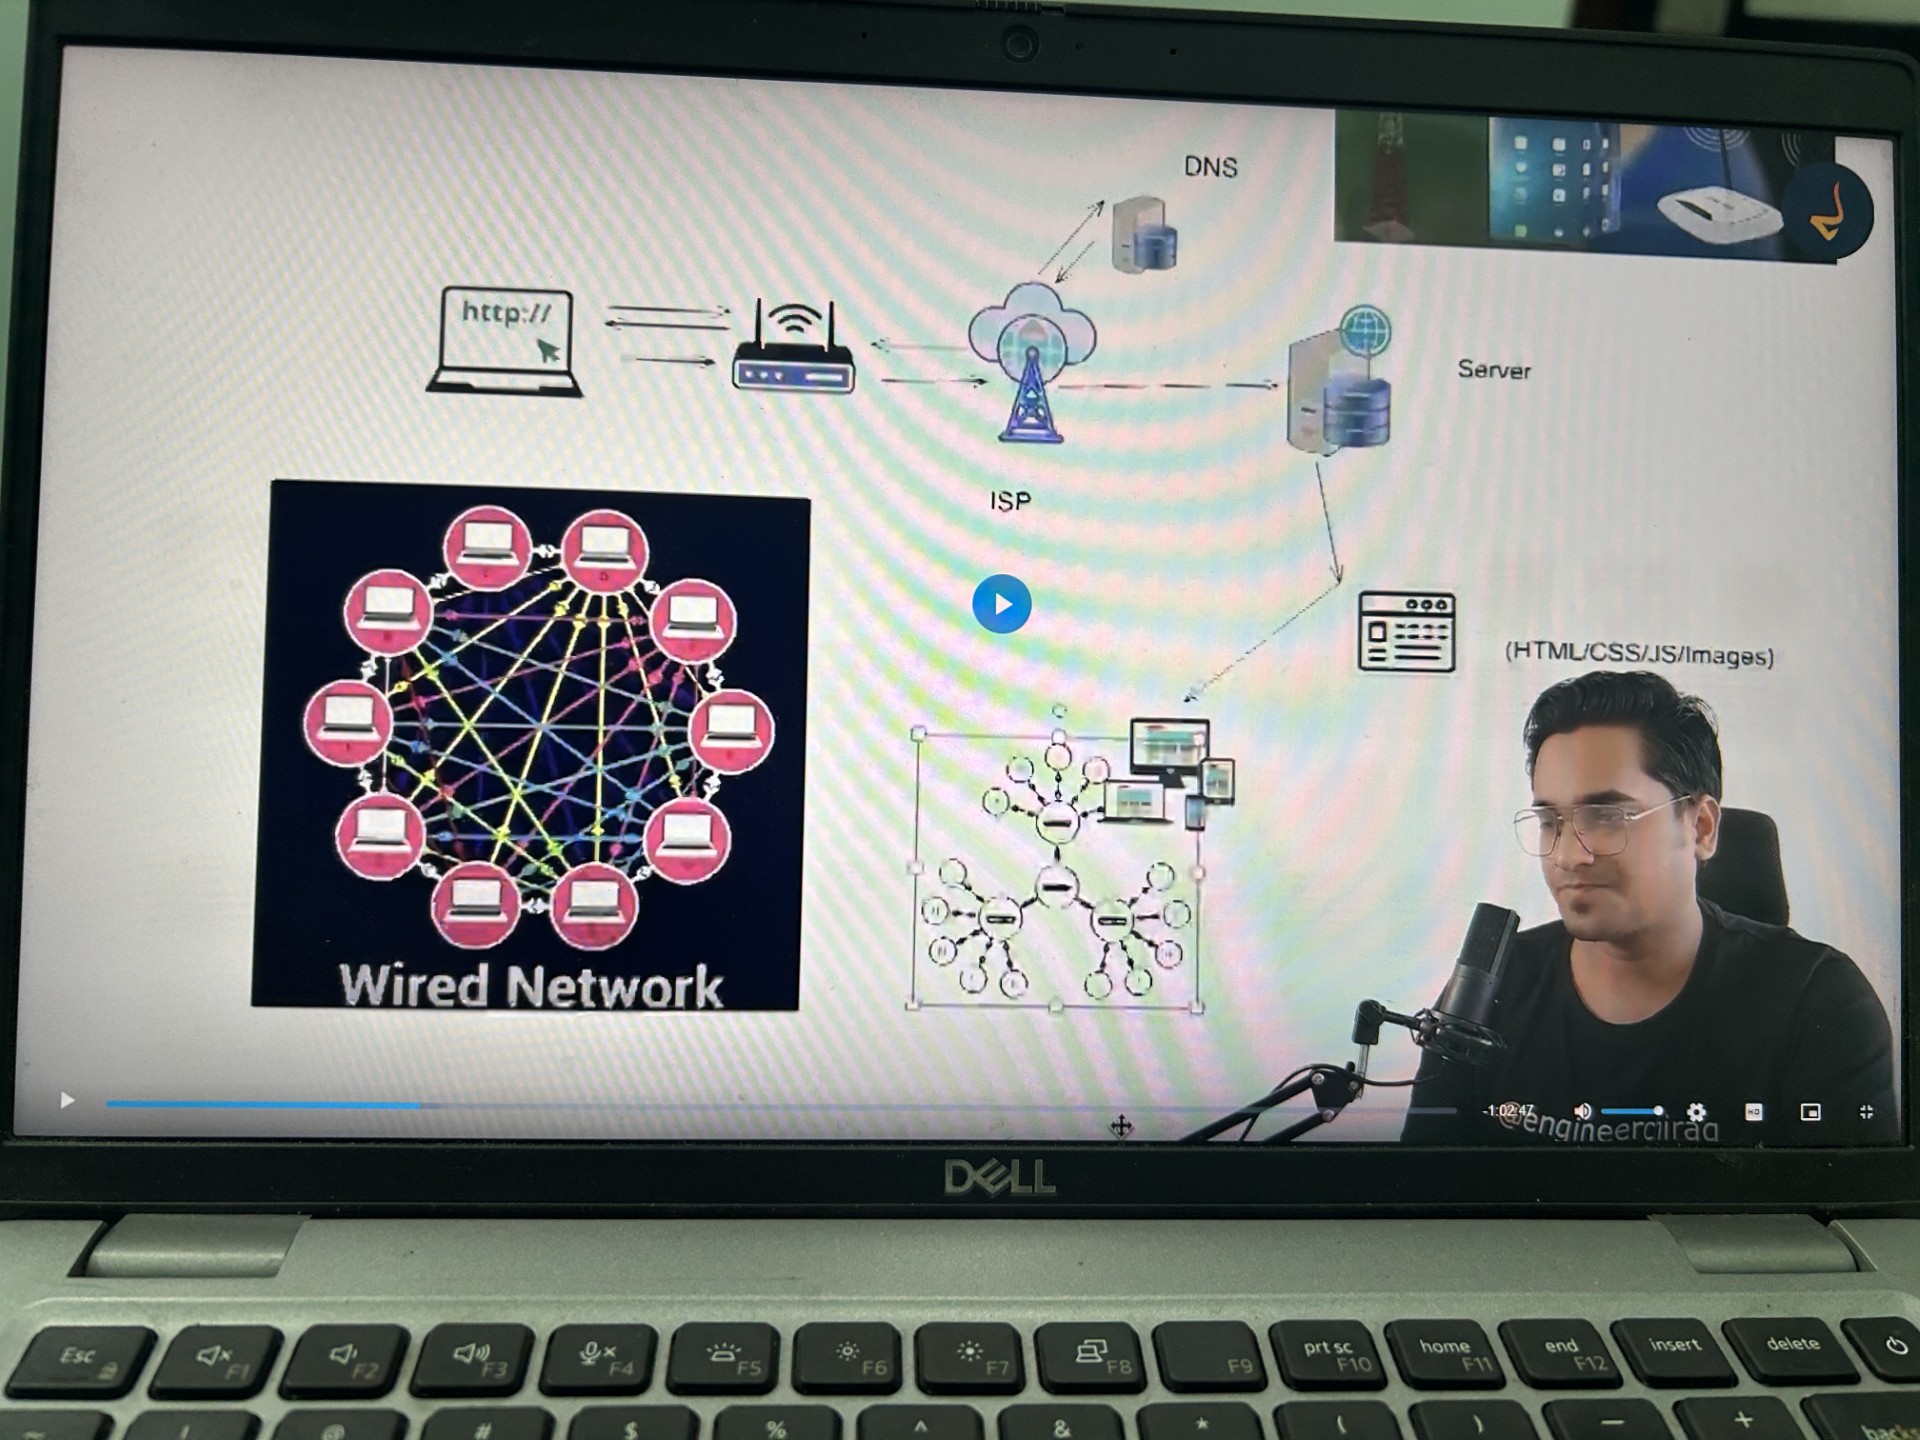 DNS
http://
Server
ISP
(HTML/CSS/JS/Images)
Wired Network
-1:02:47
HD
DELL
Esc
F1
F2
F3
F4
F5
F6
F7
F8
F9
prt sc
F10
home
F11
end
F12
insert
delete
~
!
@
#
$
%
^
&
*
(
)
—
+